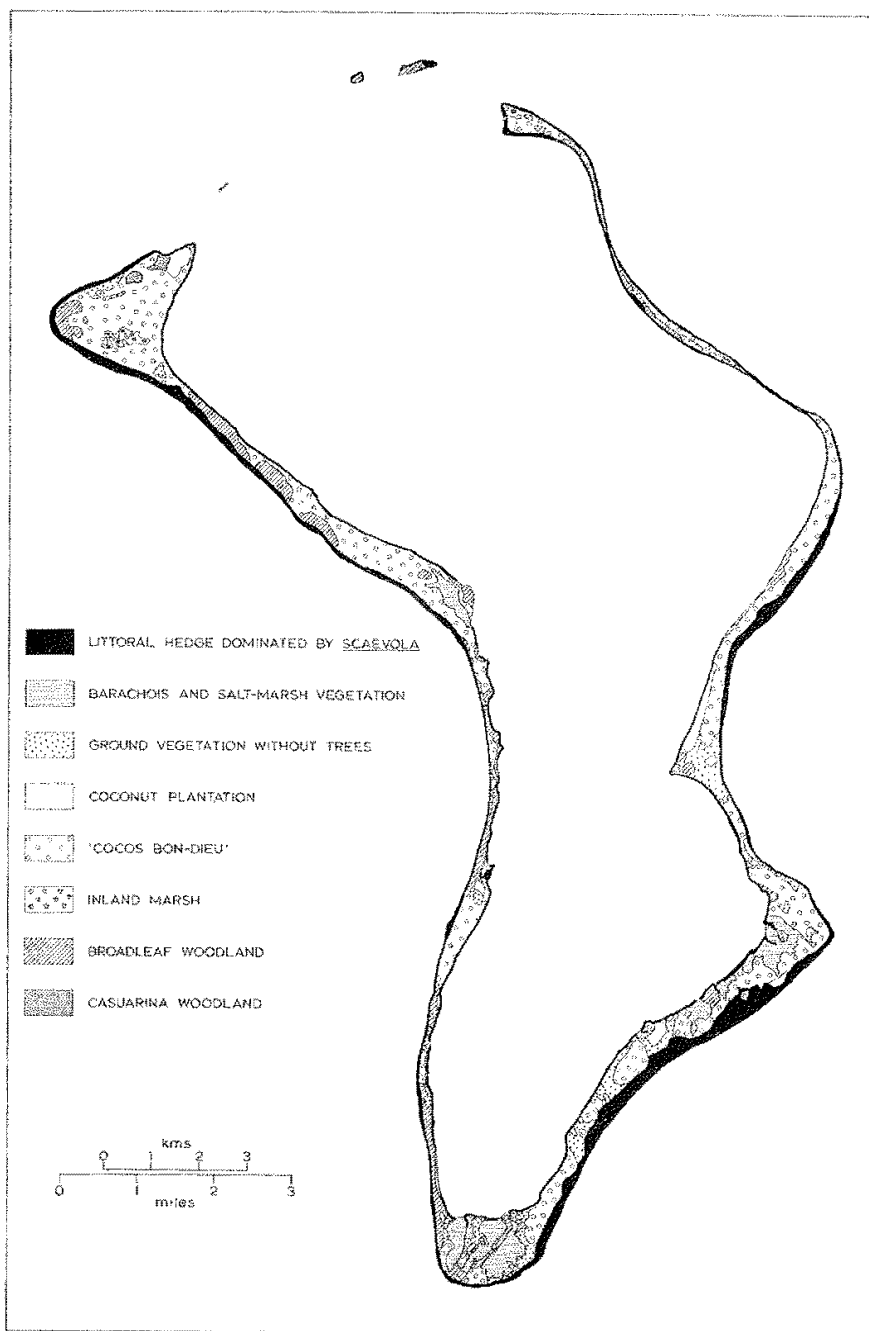 LITTORAL HEDGE DOMINATED BY SCAEVOLA
BARACHOIS AND SALT-MARSH VEGETATION
GROUND VEGETATION WITHOUT TREES
COCONUT PLANTATION
'COCOS BON-DIEU'
INLAND MARSH
BROADLEAF WOODLAND
CASUARINA WOODLAND
kms
0 1 2 3
0 1 2 3
miles